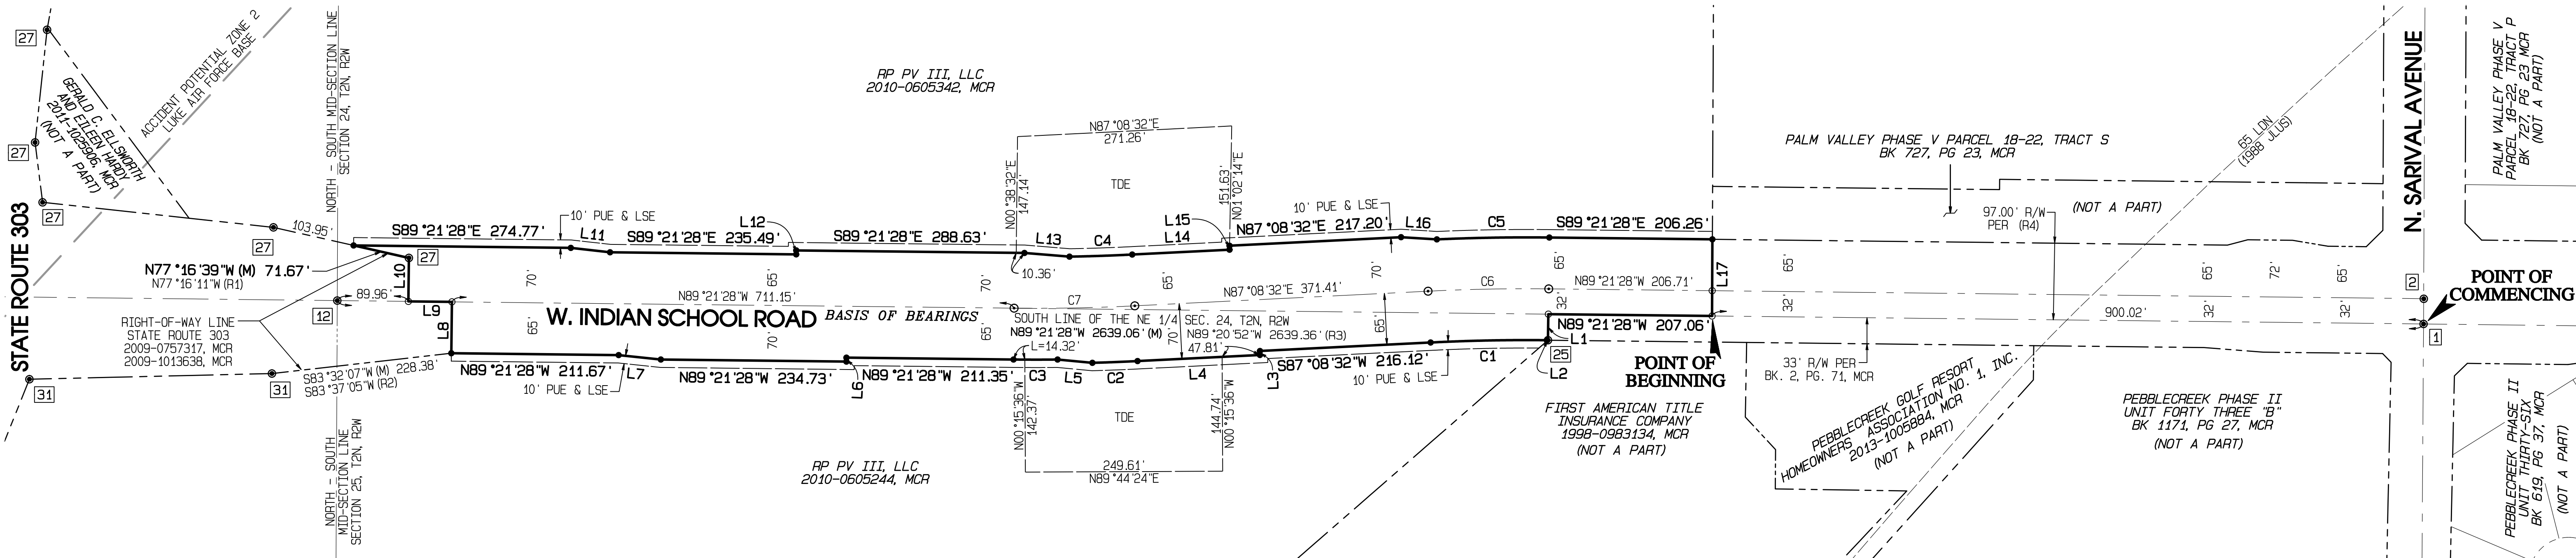 27
27
27
27
GERALD C. ELLSWORTH
AND EILEEN HARDY
2011-1025906, MCR
(NOT A PART)
ACCIDENT POTENTIAL ZONE 2
LUKE AIR FORCE BASE
STATE ROUTE 303
NORTH - SOUTH MID-SECTION LINE
SECTION 24, T2N, R2W
103.95'
N77°16'39"W (M) 71.67'
N77°16'11"W (R1)
RIGHT-OF-WAY LINE
STATE ROUTE 303
2009-0757317, MCR
2009-1013638, MCR
S83°32'07"W (M) 228.38'
S83°37'05"W (R2)
31
31
NORTH - SOUTH
MID-SECTION LINE
SECTION 25, T2N, R2W
12
89.96'
L10
27
L9
L8
S89°21'28"E 274.77'
10' PUE & LSE
L11
S89°21'28"E 235.49'
L12
S89°21'28"E 288.63'
L13
C4
L14
L15
N87°08'32"E 217.20'
10' PUE & LSE
L16
C5
S89°21'28"E 206.26'
RP PV III, LLC
2010-0605342, MCR
N87°08'32"E
271.26'
N00°38'32"E
147.14'
TDE
151.63'
N01°02'14"E
10.36'
70'
65'
70'
65'
70'
65'
65'
N89°21'28"W 711.15'
C7
N87°08'32"E 371.41'
C6
N89°21'28"W 206.71'
L17
W. INDIAN SCHOOL ROAD
BASIS OF BEARINGS
SOUTH LINE OF THE NE 1/4 SEC. 24, T2N, R2W
N89°21'28"W 2639.06' (M)
N89°20'52"W 2639.36' (R3)
65'
70'
65'
70'
65'
32'
N89°21'28"W 207.06'
L=14.32'
47.81'
N89°21'28"W 211.67'
10' PUE & LSE
L7
N89°21'28"W 234.73'
L6
N89°21'28"W 211.35'
C3
L5
C2
L4
L3
S87°08'32"W 216.12'
10' PUE & LSE
C1
L1
25
L2
N00°15'36"W
142.37'
TDE
144.74'
N00°15'36"W
249.61'
N89°44'24"E
RP PV III, LLC
2010-0605244, MCR
POINT OF
BEGINNING
FIRST AMERICAN TITLE
INSURANCE COMPANY
1998-0983134, MCR
(NOT A PART)
PALM VALLEY PHASE V PARCEL 18-22, TRACT S
BK 727, PG 23, MCR
(NOT A PART)
97.00' R/W
PER (R4)
65 LDN
(1988 JLUS)
65'
32'
65'
72'
65'
32'
32'
900.02'
33' R/W PER
BK. 2, PG. 71, MCR
PEBBLECREEK GOLF RESORT
HOMEOWNERS ASSOCIATION NO. 1, INC.
2013-1005884, MCR
(NOT A PART)
PEBBLECREEK PHASE II
UNIT FORTY THREE "B"
BK 1171, PG 27, MCR
(NOT A PART)
N. SARIVAL AVENUE
PALM VALLEY PHASE V
PARCEL 18-22, TRACT P
BK 727, PG 23 MCR
(NOT A PART)
2
POINT OF
COMMENCING
1
PEBBLECREEK PHASE II
UNIT THIRTY-SIX
BK 619, PG 37, MCR
(NOT A PART)